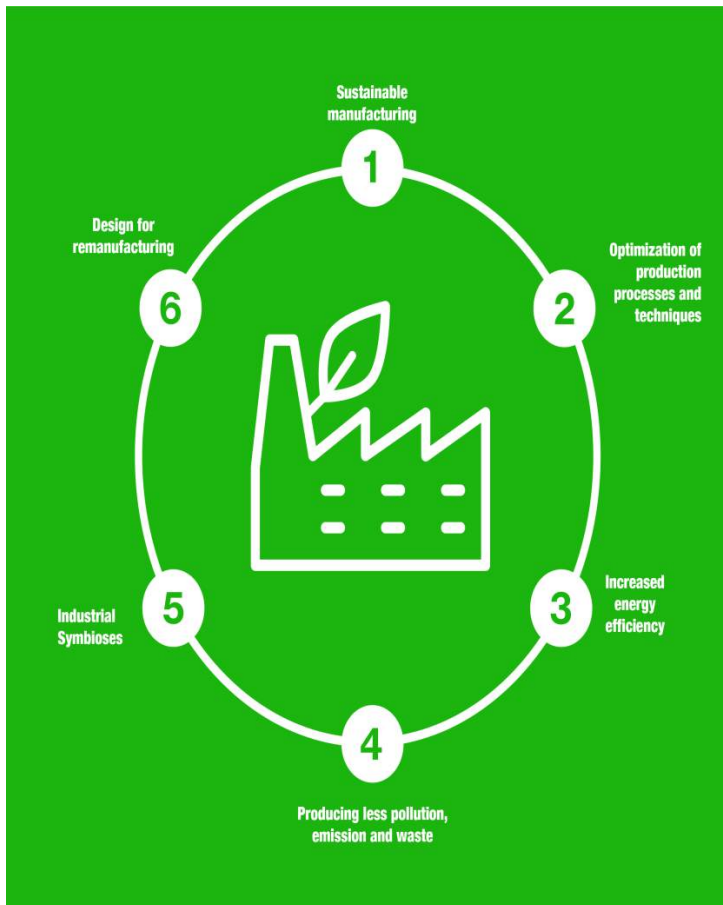 Sustainable
manufacturing
1
Optimization of
production
processes and
techniques
2
Increased
energy
efficiency
3
4
Producing less pollution,
emission and waste
Industrial
Symbioses
5
Design for
remanufacturing
6